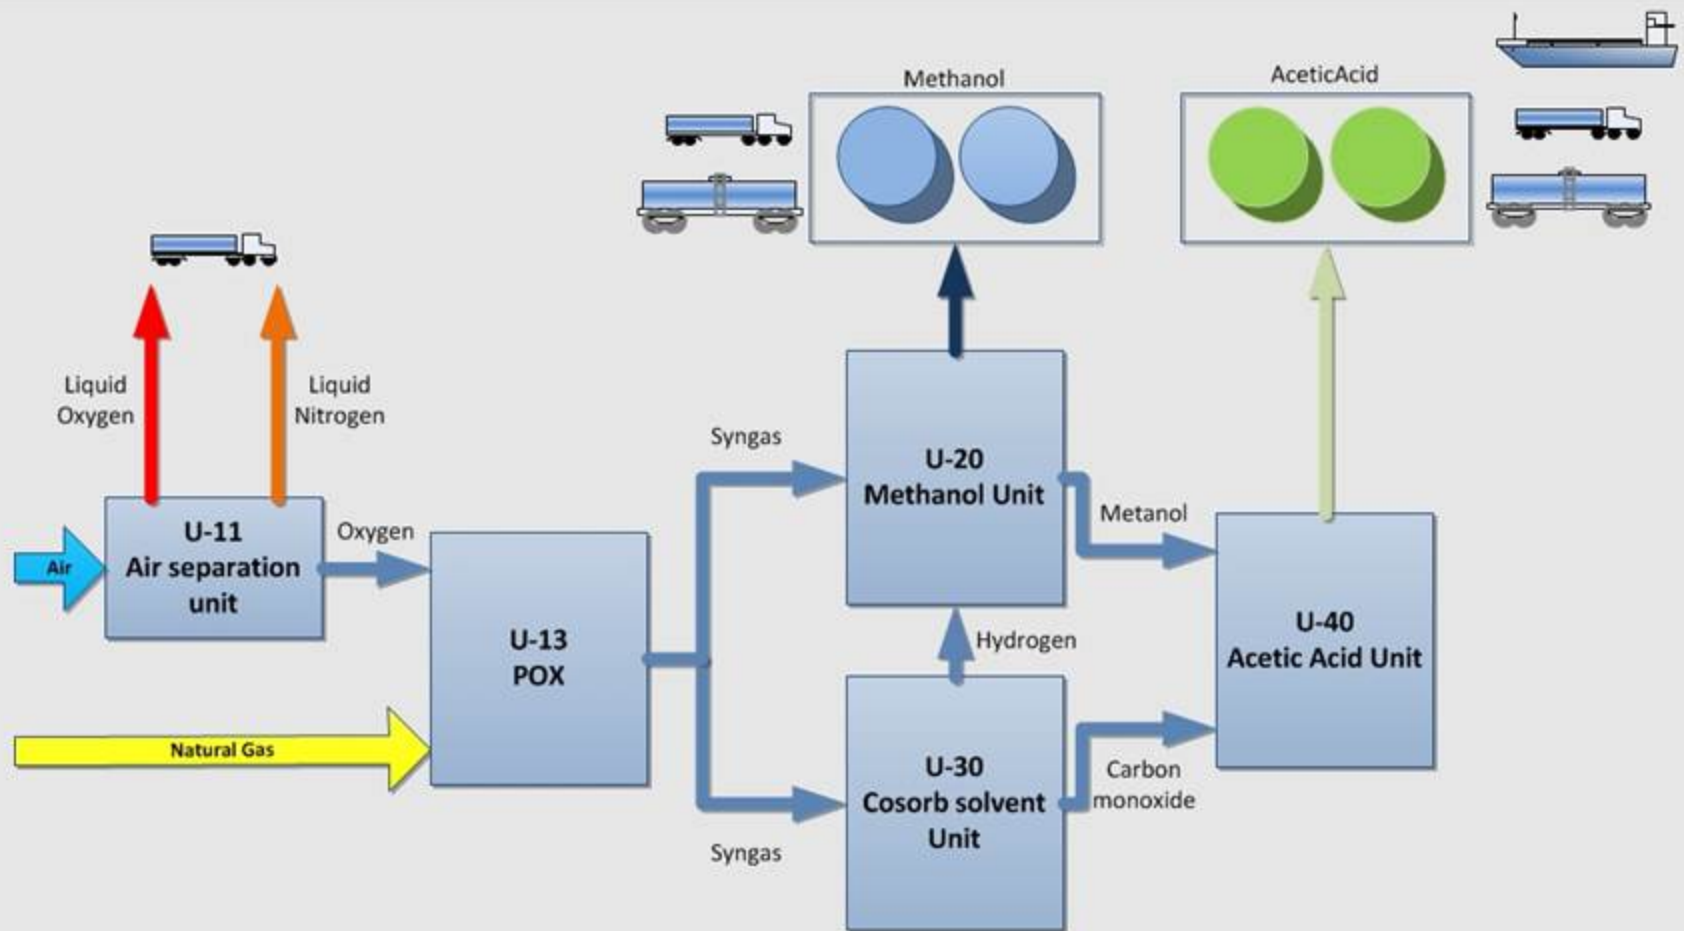 Methanol
AceticAcid
Liquid
Oxygen
Liquid
Nitrogen
Syngas
U-20
Methanol Unit
Metanol
U-11
Air separation
unit
Oxygen
Air
U-13
POX
Hydrogen
U-40
Acetic Acid Unit
Natural Gas
U-30
Cosorb solvent
Unit
Carbon
monoxide
Syngas